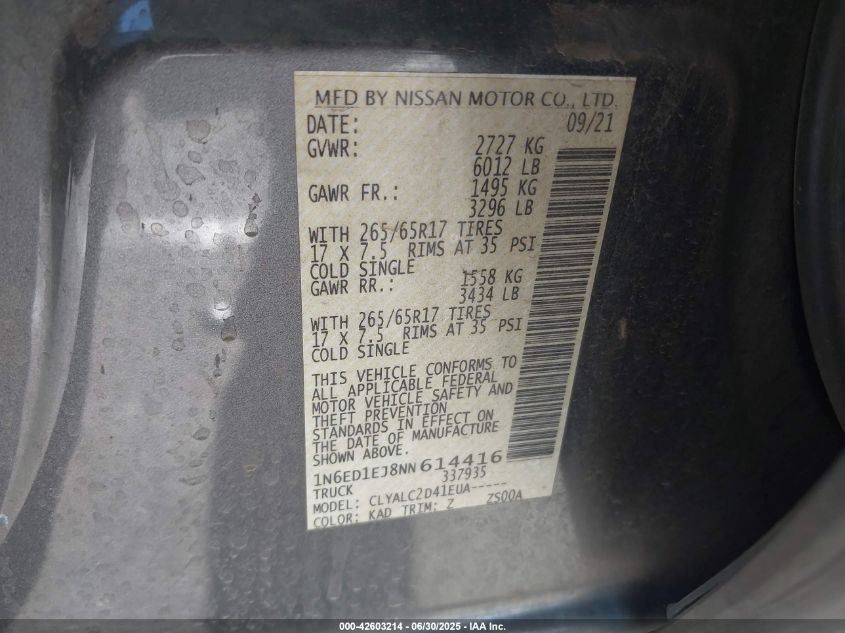 MFD BY NISSAN MOTOR CO., LTD.
DATE: 09/21
GVWR: 2727 KG
6012 LB
GAWR FR.: 1495 KG
3296 LB
WITH 265/65R17 TIRES
17 X 7.5 RIMS AT 35 PSI
COLD SINGLE
GAWR RR.: 1558 KG
3434 LB
WITH 265/65R17 TIRES
17 X 7.5 RIMS AT 35 PSI
COLD SINGLE
THIS VEHICLE CONFORMS TO
ALL APPLICABLE FEDERAL
MOTOR VEHICLE SAFETY AND
THEFT PREVENTION
STANDARDS IN EFFECT ON
THE DATE OF MANUFACTURE
SHOWN ABOVE.
1N6ED1EJ8NN614416
TRUCK 337935
MODEL: CLYALC2D41EUA-----
COLOR: KAD TRIM: Z ZS00A
000-42603214 - 06/30/2025 - IAA Inc.